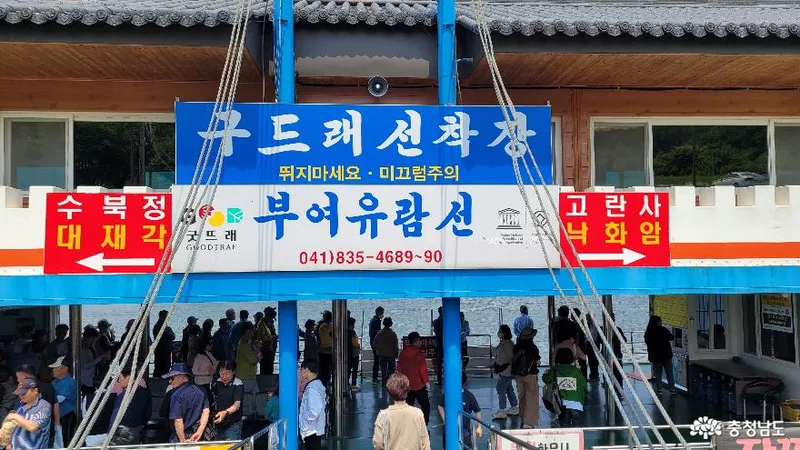 구드래선착장
뛰지마세요 · 미끄럼주의
수북정
대재각
굿뜨래
GOODTRAE
부여유람선
041)835-4689~90
고란사
낙화암
충청남도